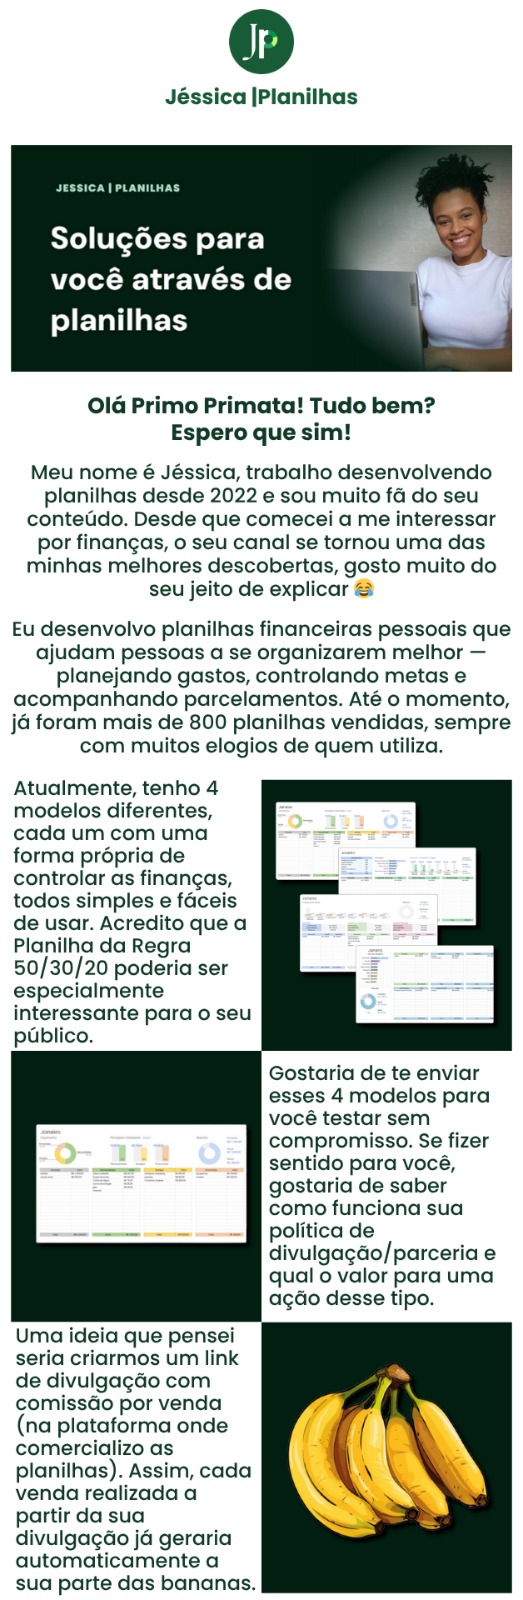 Jp
Jéssica |Planilhas
JESSICA | PLANILHAS
Soluções para
você através de
planilhas
Olá Primo Primata! Tudo bem?
Espero que sim!
Meu nome é Jéssica, trabalho desenvolvendo
planilhas desde 2022 e sou muito fã do seu
conteúdo. Desde que comecei a me interessar
por finanças, o seu canal se tornou uma das
minhas melhores descobertas, gosto muito do
seu jeito de explicar 😂
Eu desenvolvo planilhas financeiras pessoais que
ajudam pessoas a se organizarem melhor —
planejando gastos, controlando metas e
acompanhando parcelamentos. Até o momento,
já foram mais de 800 planilhas vendidas, sempre
com muitos elogios de quem utiliza.
Atualmente, tenho 4
modelos diferentes,
cada um com uma
forma própria de
controlar as finanças,
todos simples e fáceis
de usar. Acredito que a
Planilha da Regra
50/30/20 poderia ser
especialmente
interessante para o seu
público.
Janeiro
Gostaria de te enviar
esses 4 modelos para
você testar sem
compromisso. Se fizer
sentido para você,
gostaria de saber
como funciona sua
política de
divulgação/parceria e
qual o valor para uma
ação desse tipo.
Uma ideia que pensei
seria criarmos um link
de divulgação com
comissão por venda
(na plataforma onde
comercializo as
planilhas). Assim, cada
venda realizada a
partir da sua
divulgação já geraria
automaticamente a
sua parte das bananas.